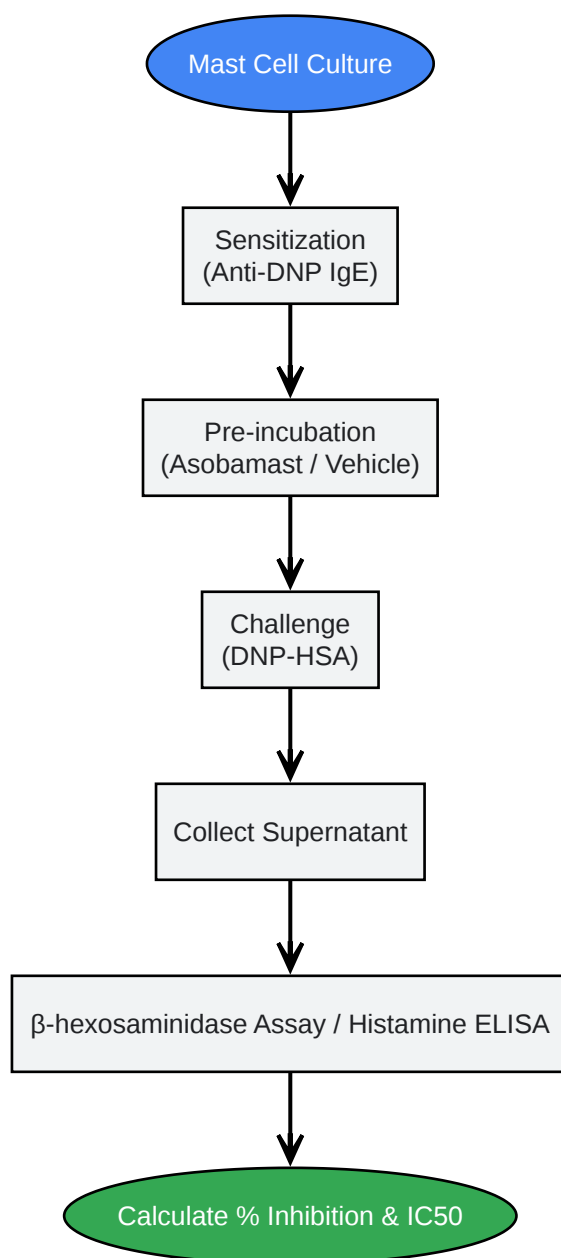 Mast Cell Culture
Sensitization
(Anti-DNP IgE)
Pre-incubation
(Asobamast / Vehicle)
Challenge
(DNP-HSA)
Collect Supernatant
β-hexosaminidase Assay / Histamine ELISA
Calculate % Inhibition & IC50